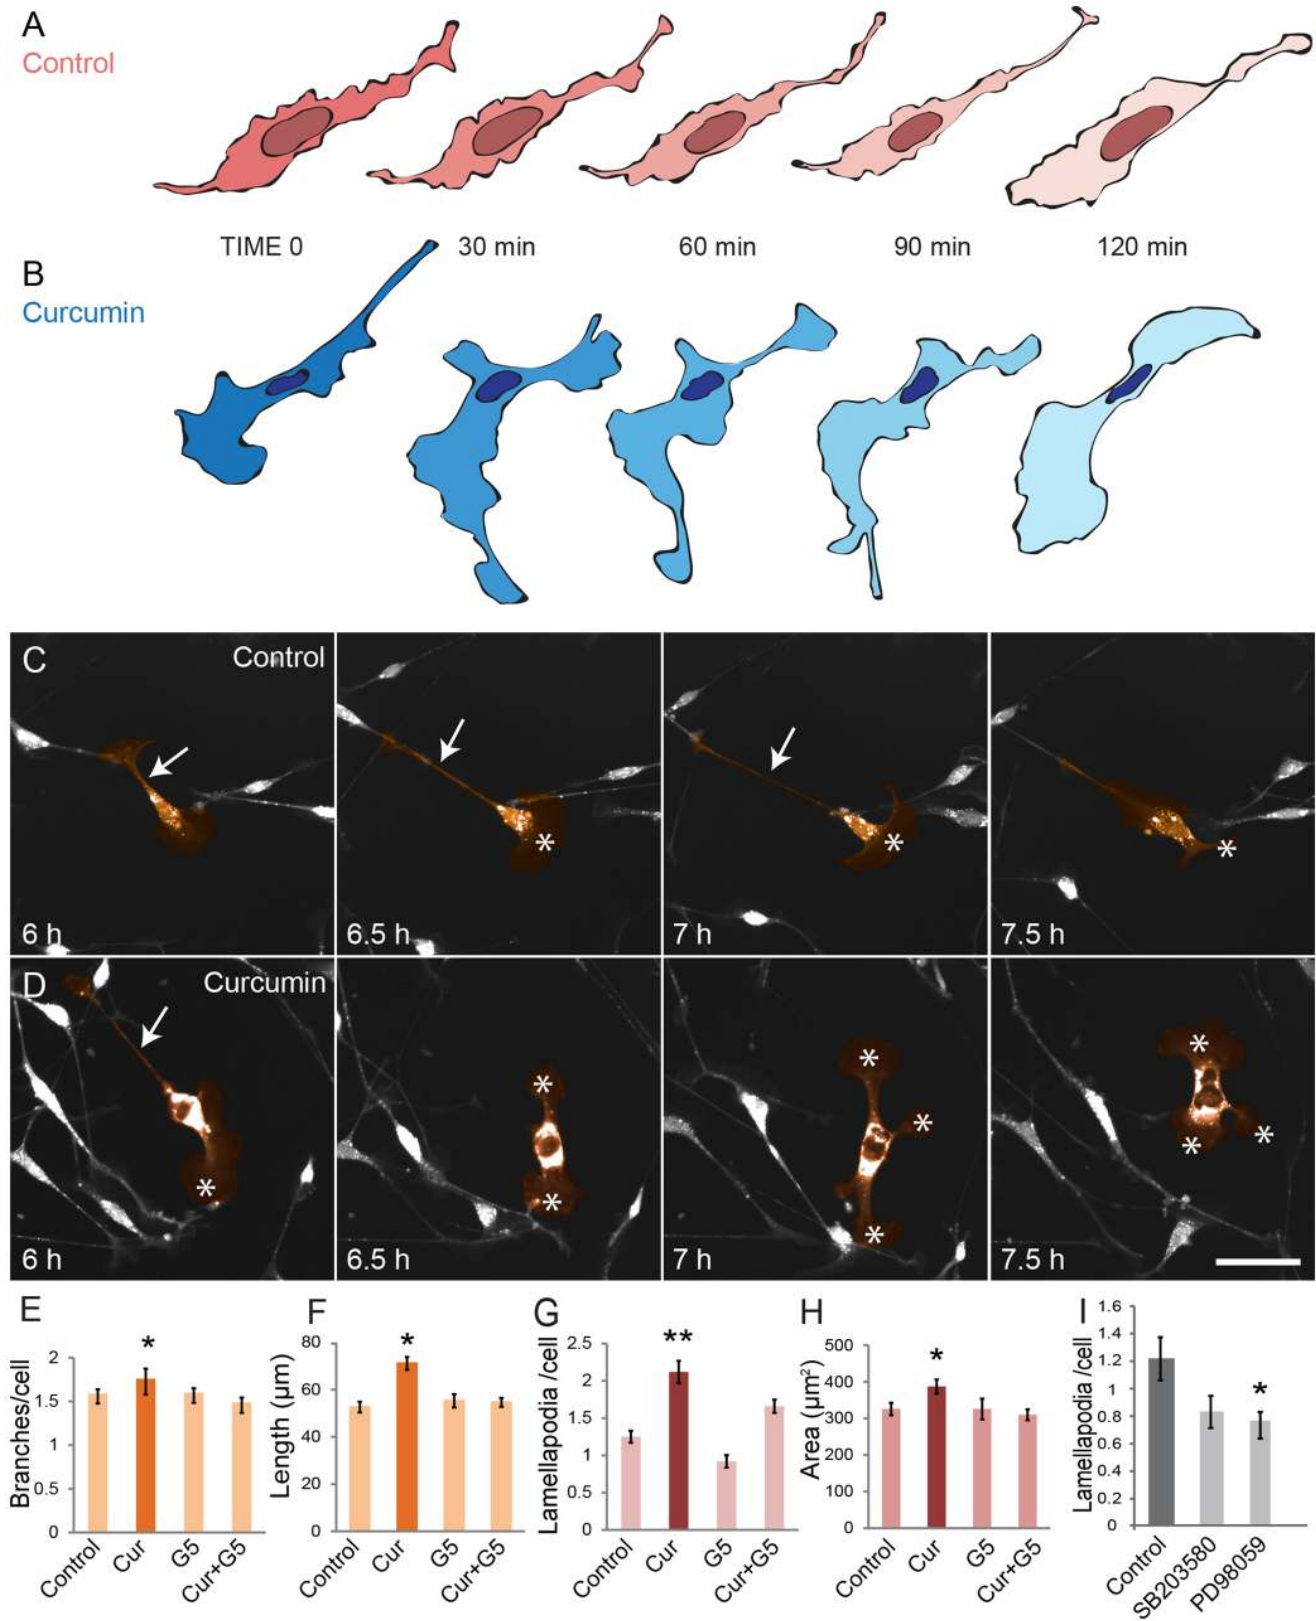 A
Control
TIME 0 30 min 60 min 90 min 120 min
B
Curcumin
C Control
6 h 6.5 h 7 h 7.5 h
D Curcumin
6 h 6.5 h 7 h 7.5 h
E
Branches/cell
2
1.5
1
0.5
0
*
Control Cur G5 Cur+G5
F
Length (µm)
80
60
40
20
0
*
Control Cur G5 Cur+G5
G
Lamellapodia /cell
2.5
2
1.5
1
0.5
0
**
Control Cur G5 Cur+G5
H
Area (µm²)
500
400
300
200
100
0
*
Control Cur G5 Cur+G5
I
Lamellapodia /cell
1.6
1.4
1.2
1
0.8
0.6
0.4
0.2
0
*
Control SB203580 PD98059